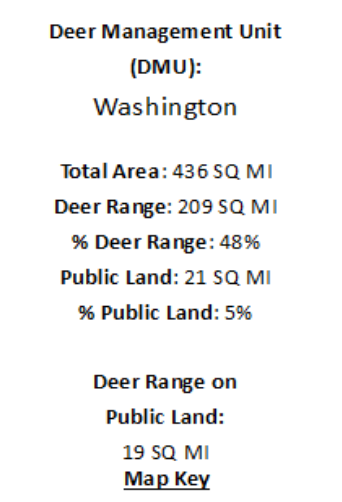 Deer Management Unit
(DMU):
Washington
Total Area: 436 SQ MI
Deer Range: 209 SQ MI
% Deer Range: 48%
Public Land: 21 SQ MI
% Public Land: 5%
Deer Range on
Public Land:
19 SQ MI
Map Key